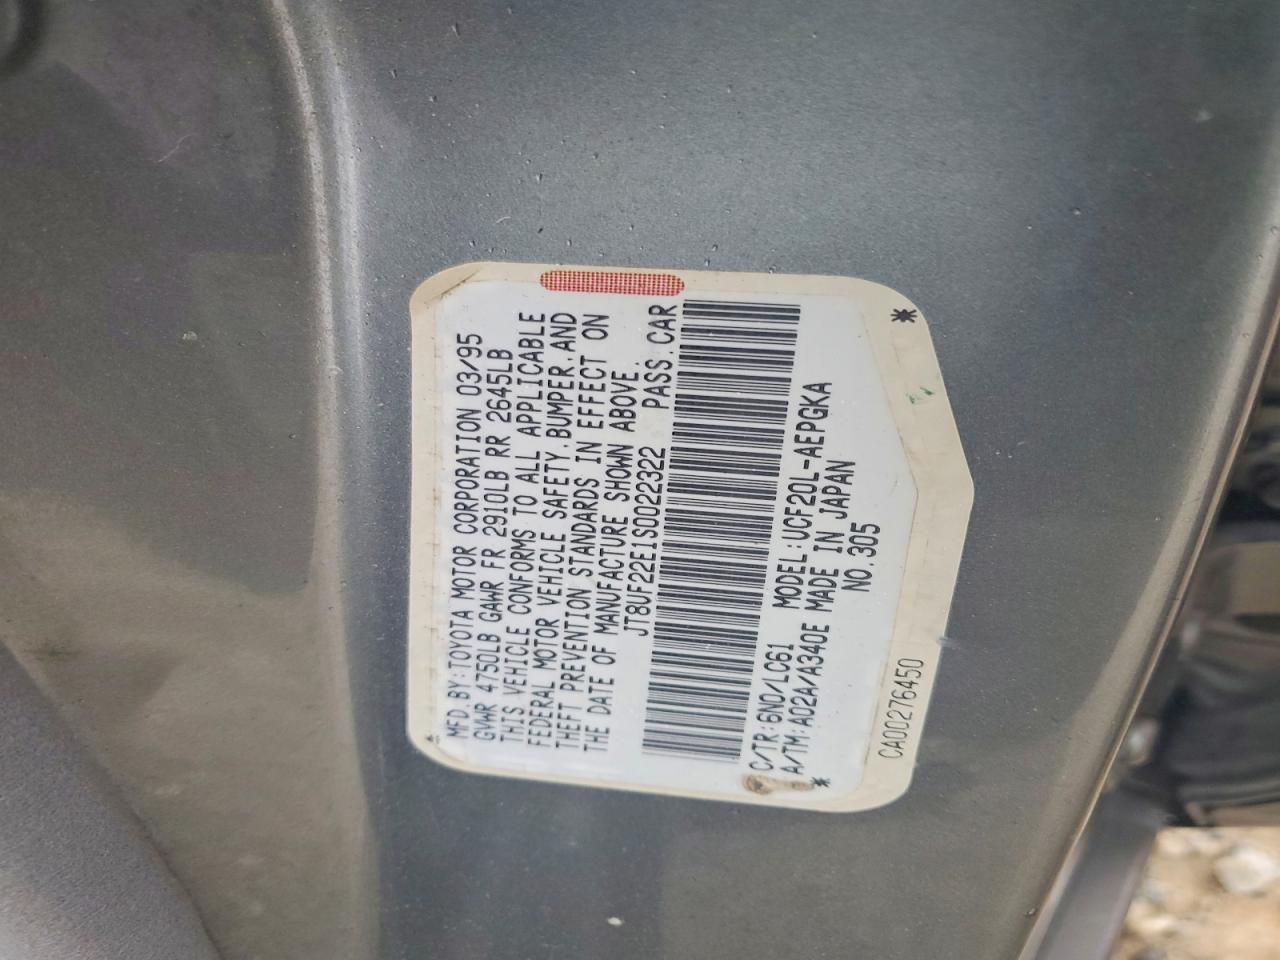 MFD. BY: TOYOTA MOTOR CORPORATION 03/95
GVWR 4750LB GAWR FR 2910LB RR 2645LB
THIS VEHICLE CONFORMS TO ALL APPLICABLE
FEDERAL MOTOR VEHICLE SAFETY, BUMPER, AND
THEFT PREVENTION STANDARDS IN EFFECT ON
THE DATE OF MANUFACTURE SHOWN ABOVE.
JT8UF22E1S0022322 PASS. CAR
C/TR: 6N0/LC61 MODEL: UCF20L-AEPGKA
A/TM: A02A/A340E MADE IN JAPAN
* NO. 305 *
CA00276450